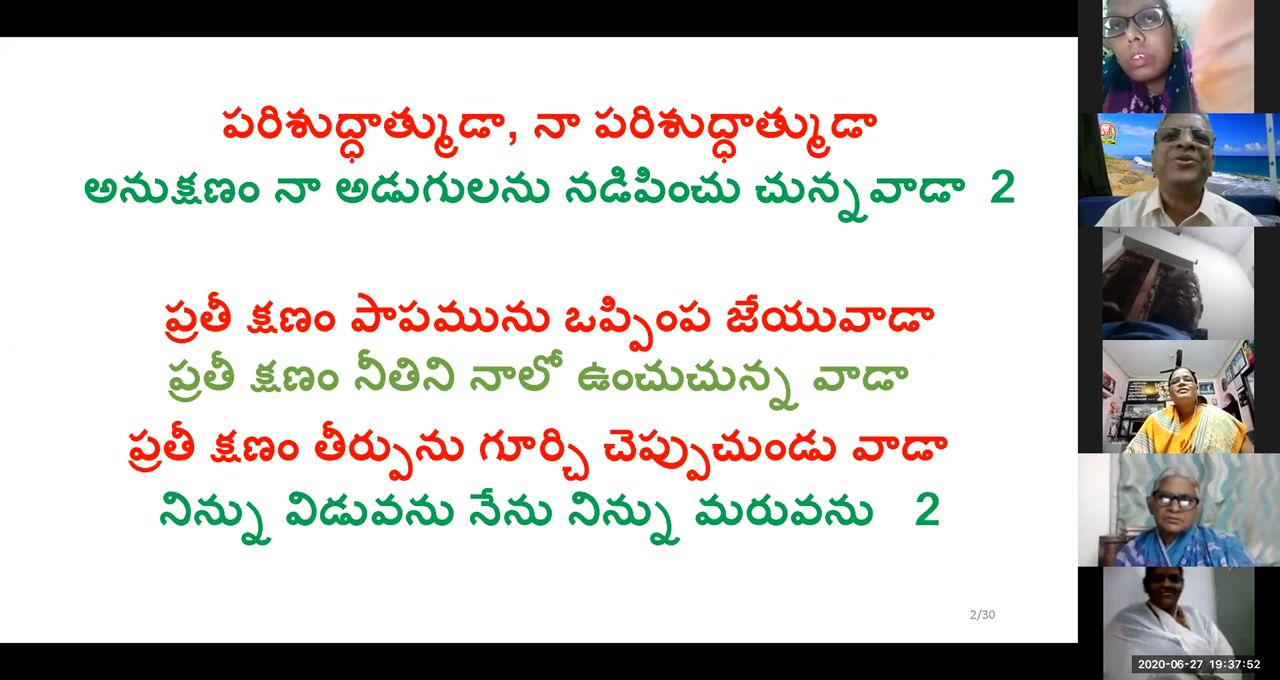 పరిశుద్ధాత్ముడా, నా పరిశుద్ధాత్ముడా
అనుక్షణం నా అడుగులను నడిపించు చున్నవాడా 2
ప్రతీ క్షణం పాపమును ఒప్పింప జేయువాడా
ప్రతీ క్షణం నీతిని నాలో ఉంచుచున్న వాడా
ప్రతీ క్షణం తీర్పును గూర్చి చెప్పుచుండు వాడా
నిన్ను విడువను నేను నిన్ను మరువను 2
2/30
2020-06-27 19:37:52